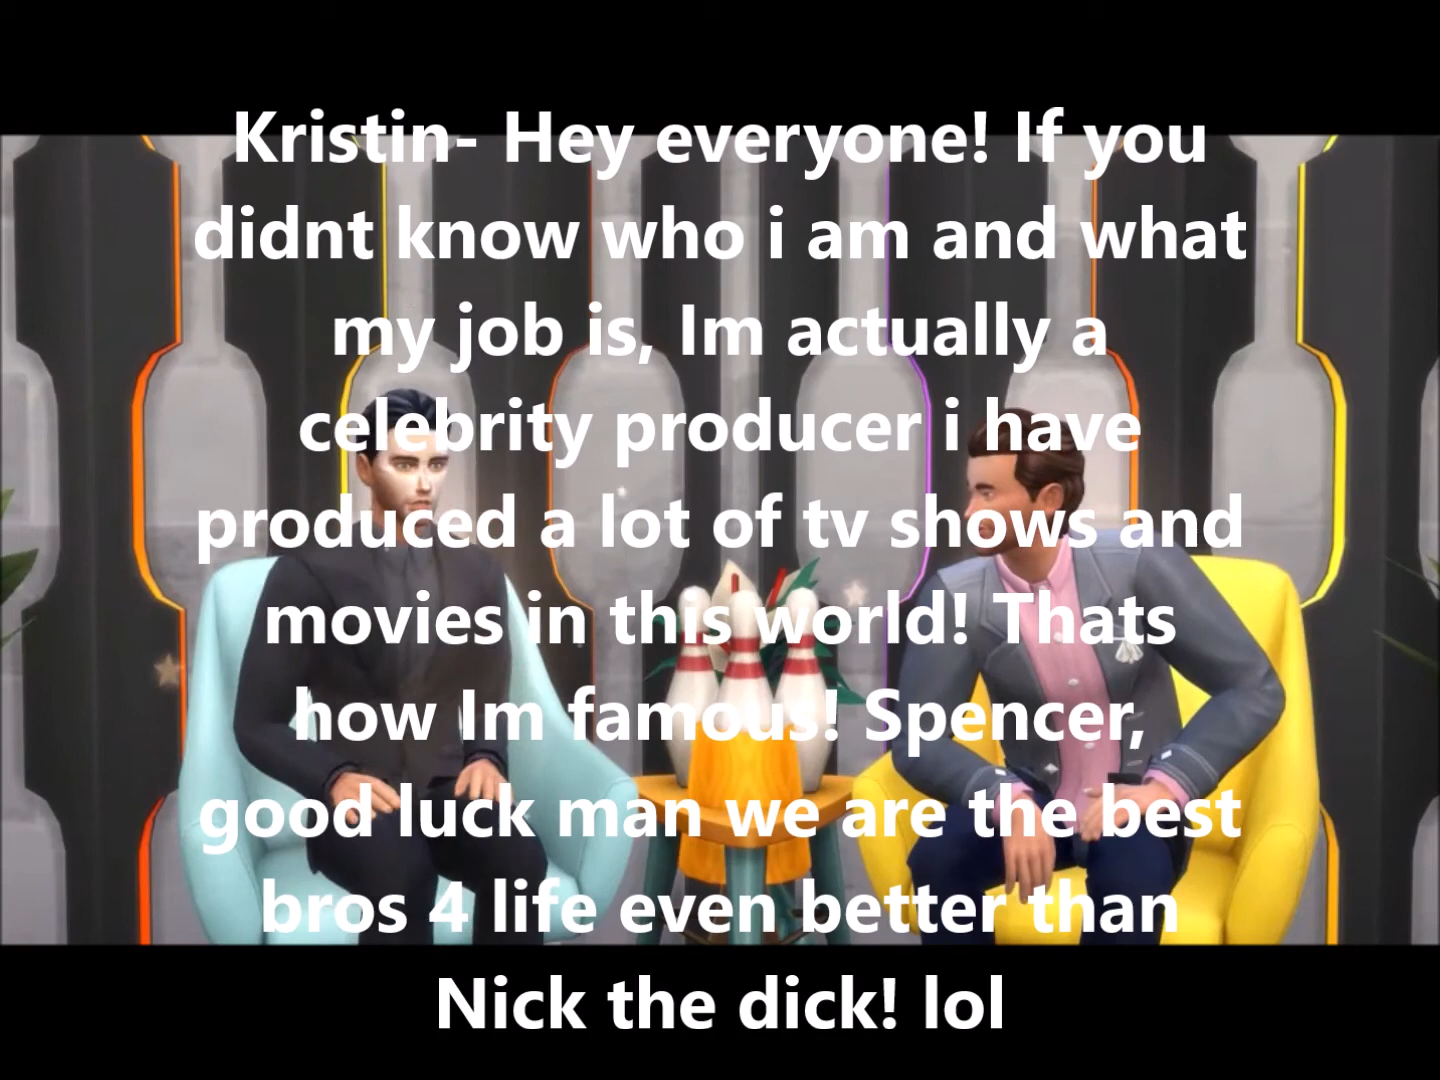 Kristin- Hey everyone! If you
didnt know who i am and what
my job is, Im actually a
celebrity producer i have
produced a lot of tv shows and
movies in this world! Thats
how Im famous! Spencer,
good luck man we are the best
bros 4 life even better than
Nick the dick! lol